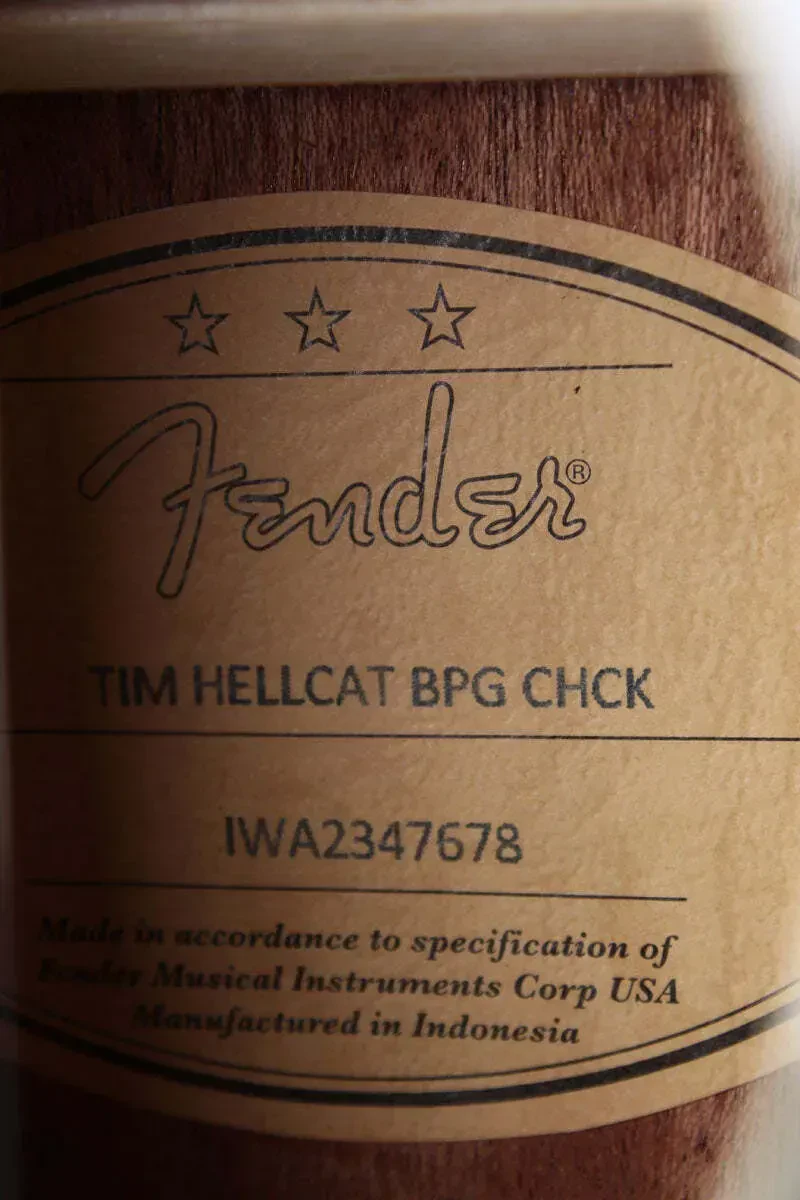 Fender®
TIM HELLCAT BPG CHCK
IWA2347678
Made in accordance to specification of
Fender Musical Instruments Corp USA
Manufactured in Indonesia